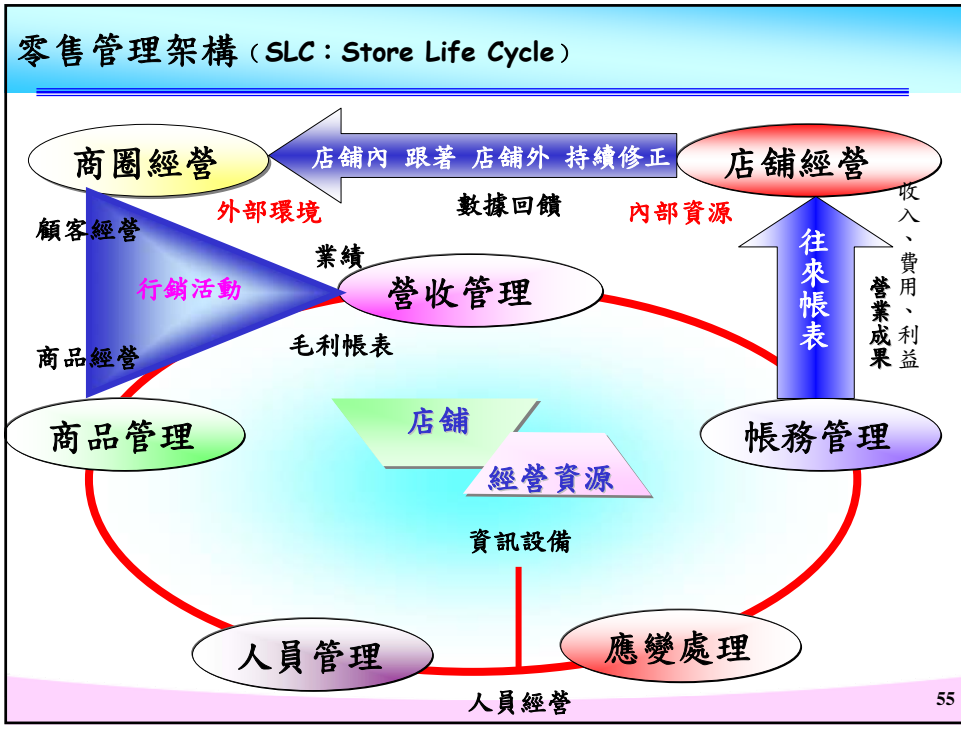 零售管理架構（SLC：Store Life Cycle）
商圈經營
店舖內 跟著 店舖外 持續修正
店舖經營
外部環境
數據回饋
內部資源
顧客經營
行銷活動
商品經營
業績
營收管理
毛利帳表
往來帳表
營業成果
收入、費用、利益
商品管理
店舖
經營資源
帳務管理
資訊設備
人員管理
應變處理
人員經營
55